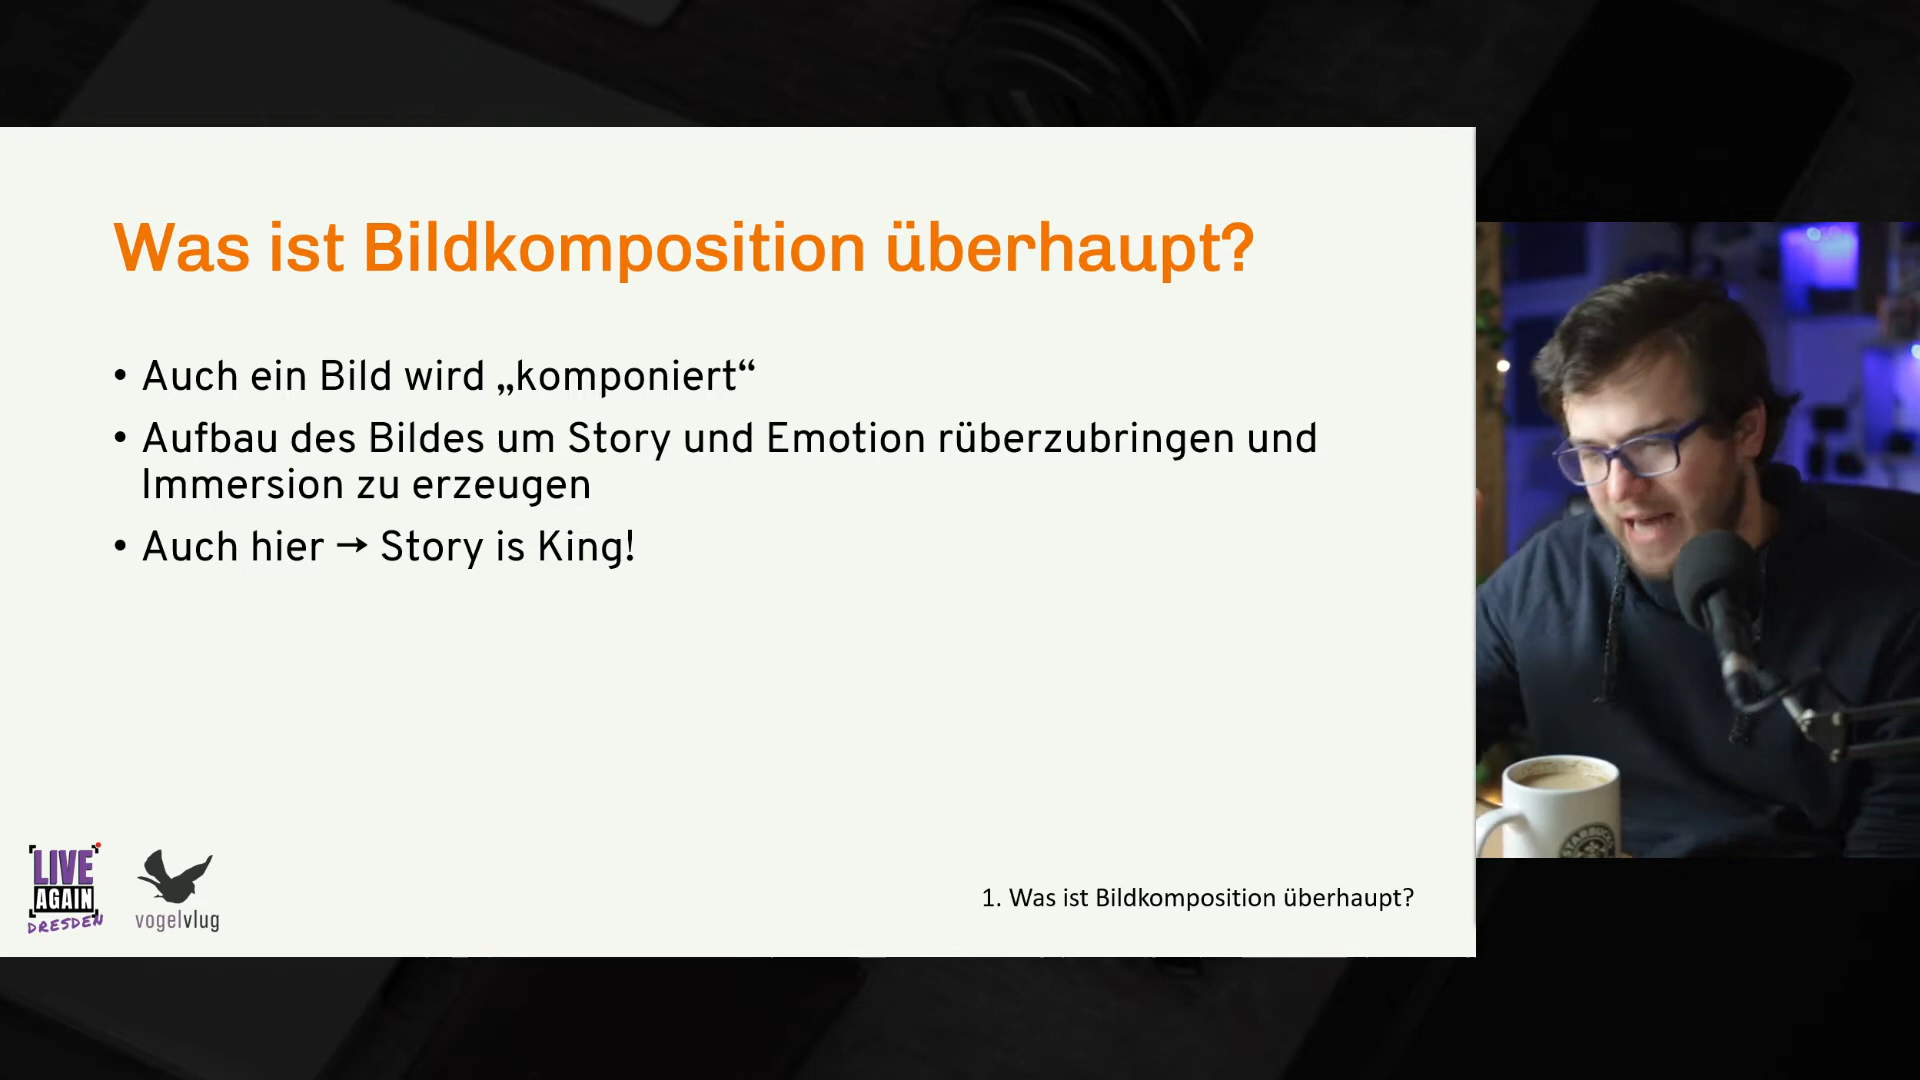 Was ist Bildkomposition überhaupt?
• Auch ein Bild wird „komponiert“
• Aufbau des Bildes um Story und Emotion rüberzubringen und
Immersion zu erzeugen
• Auch hier → Story is King!
LIVE
AGAIN
DRESDEN
vogelvlug
1. Was ist Bildkomposition überhaupt?
STARBUCKS